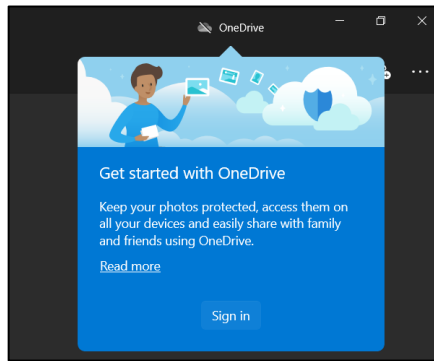 OneDrive
Get started with OneDrive
Keep your photos protected, access them on
all your devices and easily share with family
and friends using OneDrive.
Read more
Sign in